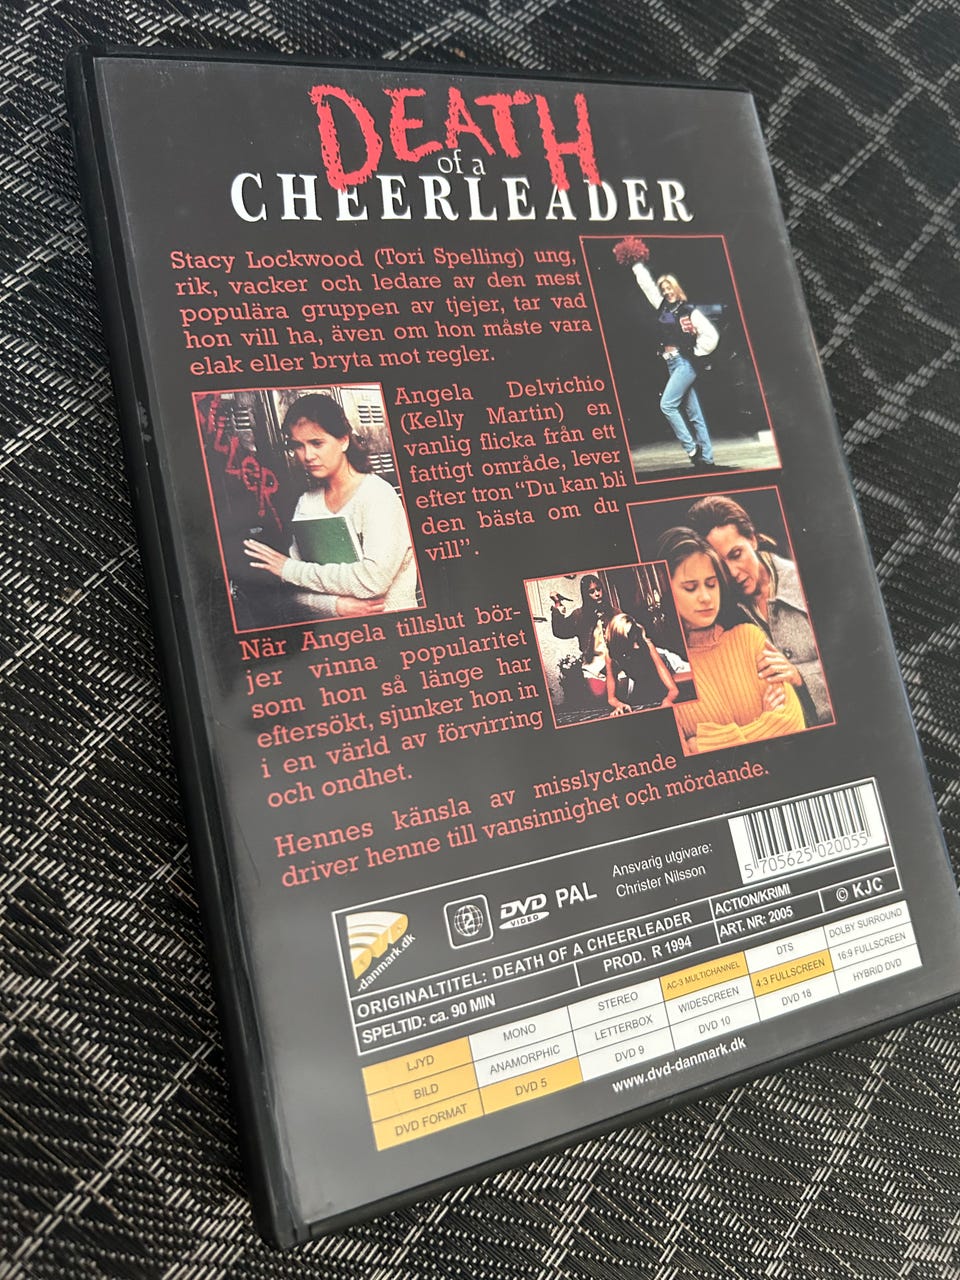 DEATH
of a
CHEERLEADER
Stacy Lockwood (Tori Spelling) ung,
rik, vacker och ledare av den mest
populära gruppen av tjejer, tar vad
hon vill ha, även om hon måste vara
elak eller bryta mot regler.
Angela Delvichio
(Kelly Martin) en
vanlig flicka från ett
fattigt område, lever
efter tron "Du kan bli
den bästa om du
vill".
KILLER
När Angela tillslut bör-
jer vinna popularitet
som hon så länge har
eftersökt, sjunker hon in
i en värld av förvirring
och ondhet.
Hennes känsla av misslyckande
driver henne till vansinnighet och mördande.
5 705625 020055
DVD
-danmark.dk
2
DVD
VIDEO
PAL
Ansvarig utgivare:
Christer Nilsson
ORIGINALTITEL: DEATH OF A CHEERLEADER
ACTION/KRIMI
© KJC
SPELTID: ca. 90 MIN
PROD. R 1994
ART. NR: 2005
LJYD
MONO
STEREO
AC-3 MULTICHANNEL
DTS
DOLBY SURROUND
BILD
ANAMORPHIC
LETTERBOX
WIDESCREEN
4:3 FULLSCREEN
16:9 FULLSCREEN
DVD FORMAT
DVD 5
DVD 9
DVD 10
DVD 18
HYBRID DVD
www.dvd-danmark.dk